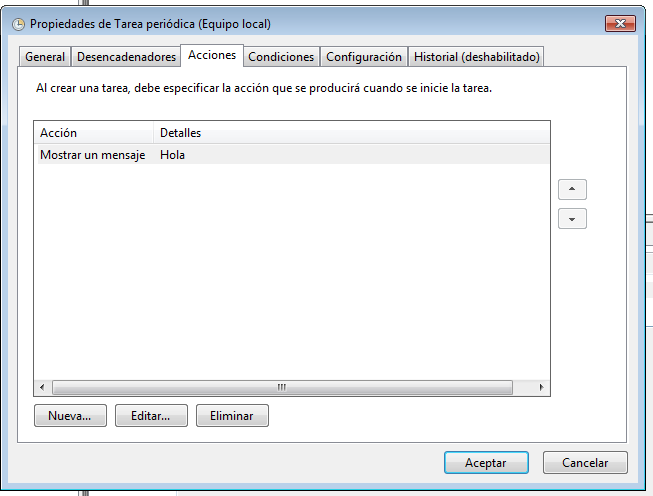 Propiedades de Tarea periódica (Equipo local)
General Desencadenadores Acciones Condiciones Configuración Historial (deshabilitado)
Al crear una tarea, debe especificar la acción que se producirá cuando se inicie la tarea.
Acción Detalles
Mostrar un mensaje Hola
Nueva... Editar... Eliminar
Aceptar Cancelar